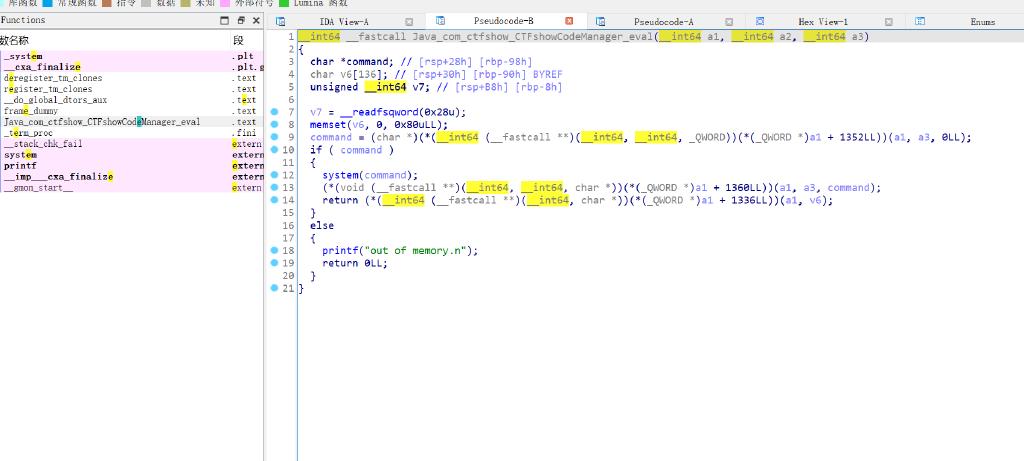 库函数 常规函数 指令 数据 未知 外部符号 Lumina 函数
Functions
数名称 段
_system .plt
__cxa_finalize .plt.g
deregister_tm_clones .text
register_tm_clones .text
__do_global_dtors_aux .text
frame_dummy .text
Java_com_ctfshow_CTFshowCodeManager_eval .text
_term_proc .fini
__stack_chk_fail extern
system extern
printf extern
__imp___cxa_finalize extern
__gmon_start__ extern
IDA View-A Pseudocode-B Pseudocode-A Hex View-1 Enums
1 __int64 __fastcall Java_com_ctfshow_CTFshowCodeManager_eval(__int64 a1, __int64 a2, __int64 a3)
2 {
3 char *command; // [rsp+28h] [rbp-98h]
4 char v6[136]; // [rsp+30h] [rbp-90h] BYREF
5 unsigned __int64 v7; // [rsp+B8h] [rbp-8h]
6
7 v7 = __readfsqword(0x28u);
8 memset(v6, 0, 0x80uLL);
9 command = (char *)(*(__int64 (__fastcall **)(__int64, __int64, _QWORD))(*(_QWORD *)a1 + 1352LL))(a1, a3, 0LL);
10 if ( command )
11 {
12 system(command);
13 (*(void (__fastcall **)(__int64, __int64, char *))(*(_QWORD *)a1 + 1360LL))(a1, a3, command);
14 return (*(__int64 (__fastcall **)(__int64, char *))(*(_QWORD *)a1 + 1336LL))(a1, v6);
15 }
16 else
17 {
18 printf("out of memory.n");
19 return 0LL;
20 }
21 }